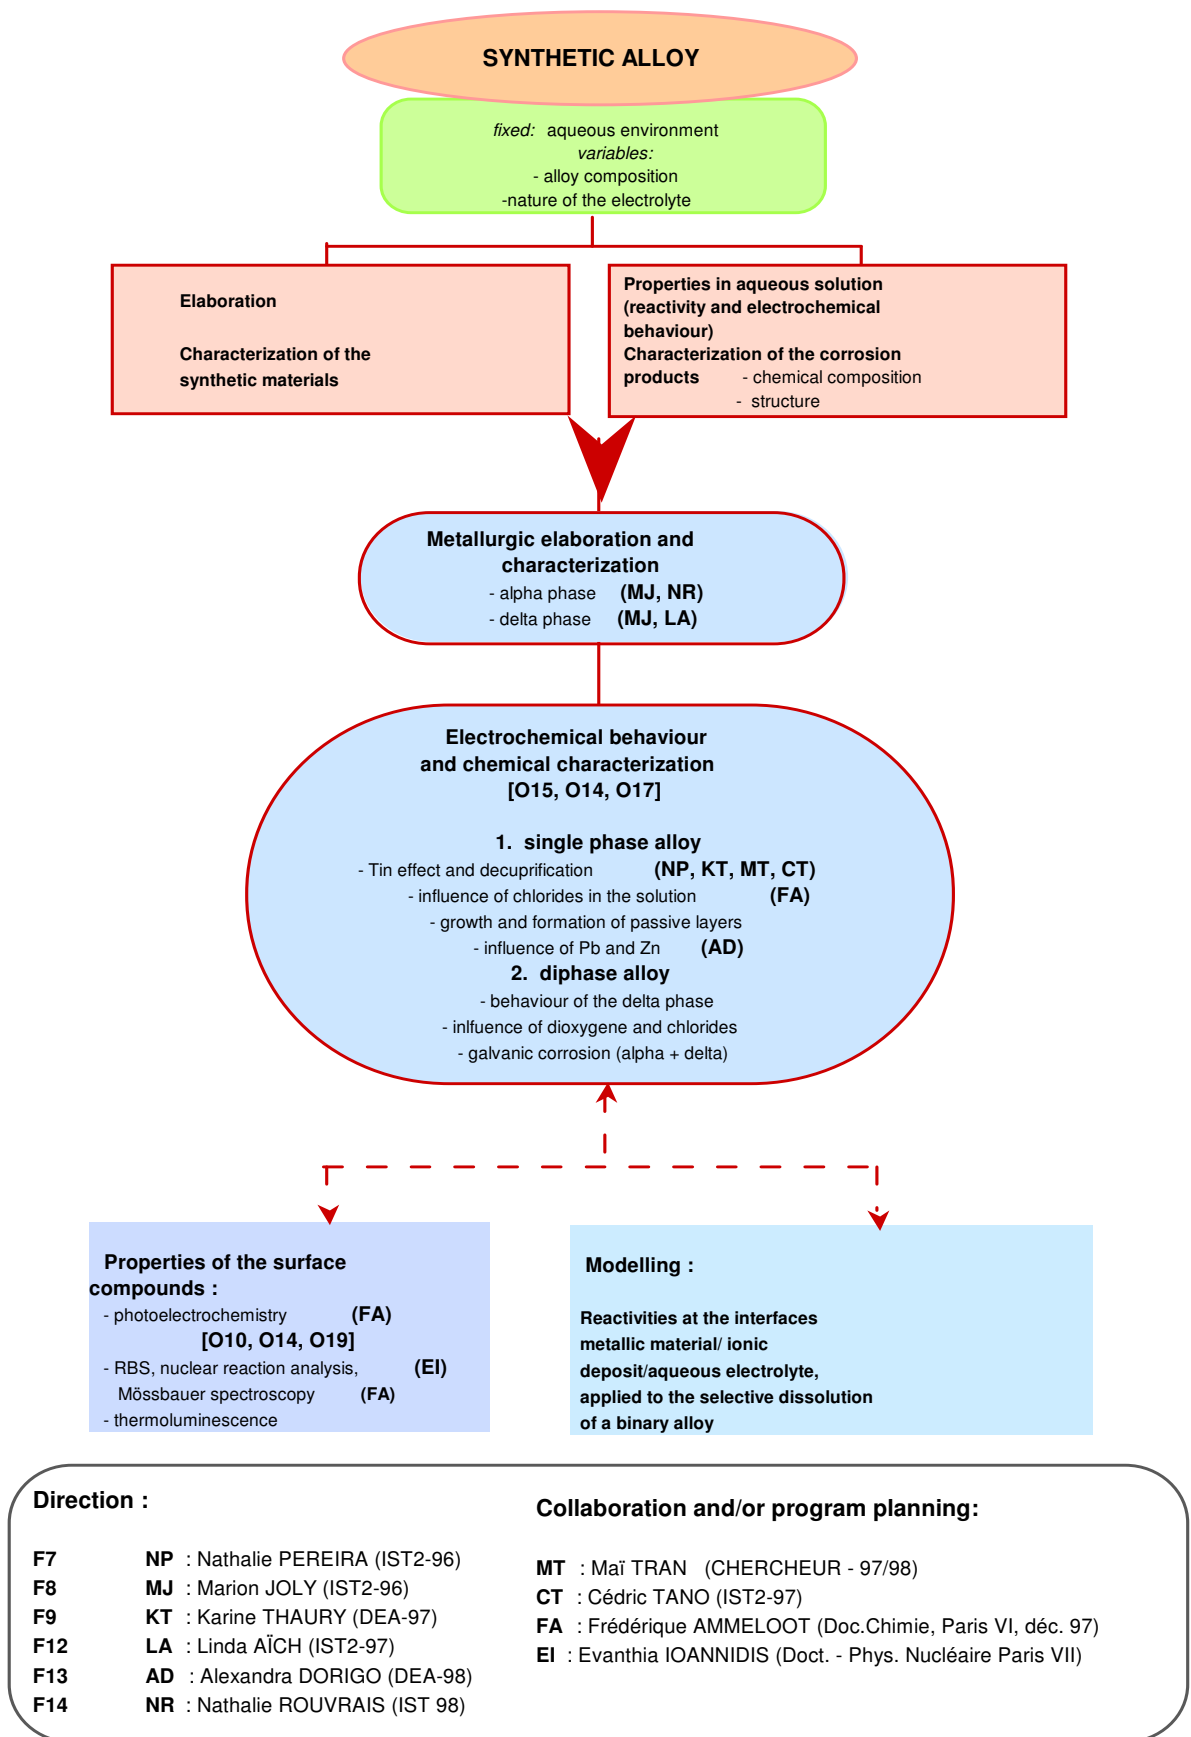 SYNTHETIC ALLOY
fixed: aqueous environment
variables:
- alloy composition
-nature of the electrolyte
Elaboration
Characterization of the
synthetic materials
Properties in aqueous solution
(reactivity and electrochemical
behaviour)
Characterization of the corrosion
products - chemical composition
- structure
Metallurgic elaboration and
characterization
- alpha phase (MJ, NR)
- delta phase (MJ, LA)
Electrochemical behaviour
and chemical characterization
[O15, O14, O17]
1. single phase alloy
- Tin effect and decuprification (NP, KT, MT, CT)
- influence of chlorides in the solution (FA)
- growth and formation of passive layers
- influence of Pb and Zn (AD)
2. diphase alloy
- behaviour of the delta phase
- inlfuence of dioxygene and chlorides
- galvanic corrosion (alpha + delta)
Properties of the surface
compounds :
- photoelectrochemistry (FA)
[O10, O14, O19]
- RBS, nuclear reaction analysis, (EI)
Mössbauer spectroscopy (FA)
- thermoluminescence
Modelling :
Reactivities at the interfaces
metallic material/ ionic
deposit/aqueous electrolyte,
applied to the selective dissolution
of a binary alloy
Direction :
F7 NP : Nathalie PEREIRA (IST2-96)
F8 MJ : Marion JOLY (IST2-96)
F9 KT : Karine THAURY (DEA-97)
F12 LA : Linda AÏCH (IST2-97)
F13 AD : Alexandra DORIGO (DEA-98)
F14 NR : Nathalie ROUVRAIS (IST 98)
Collaboration and/or program planning:
MT : Maï TRAN (CHERCHEUR - 97/98)
CT : Cédric TANO (IST2-97)
FA : Frédérique AMMELOOT (Doc.Chimie, Paris VI, déc. 97)
EI : Evanthia IOANNIDIS (Doct. - Phys. Nucléaire Paris VII)